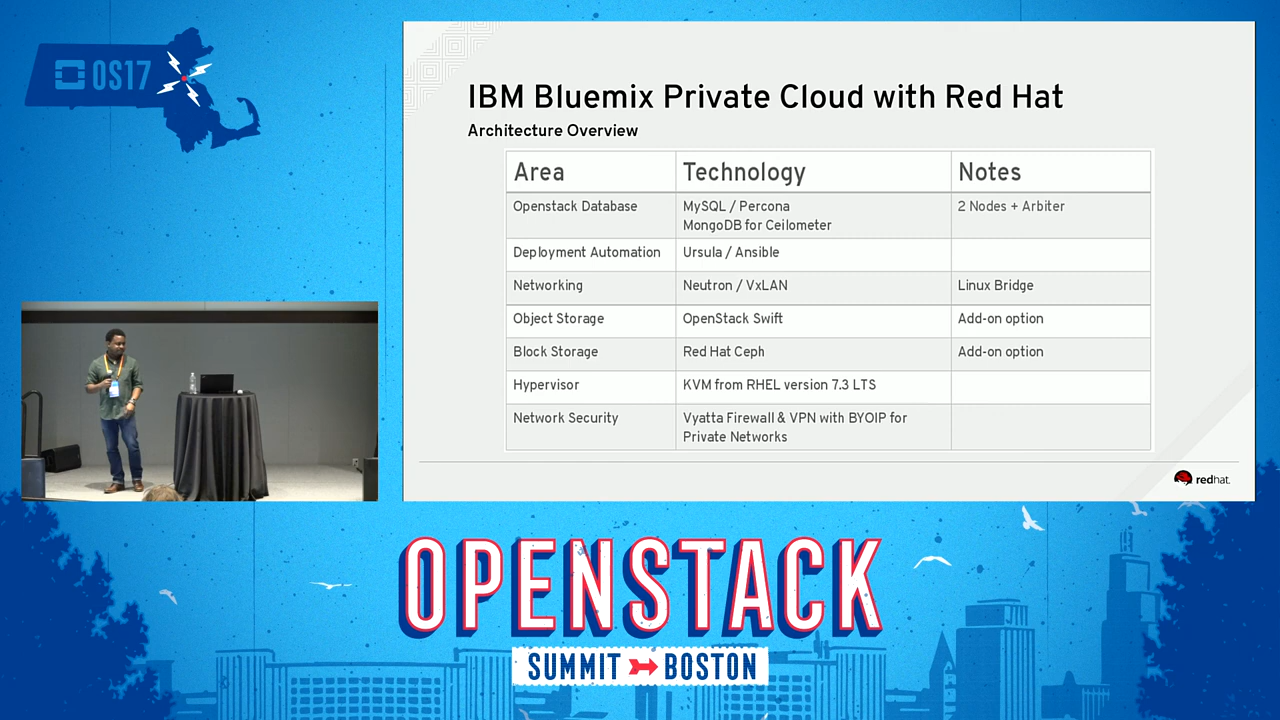 OS17
IBM Bluemix Private Cloud with Red Hat
Architecture Overview
Area Technology Notes
Openstack Database MySQL / Percona 2 Nodes + Arbiter
MongoDB for Ceilometer
Deployment Automation Ursula / Ansible
Networking Neutron / VxLAN Linux Bridge
Object Storage OpenStack Swift Add-on option
Block Storage Red Hat Ceph Add-on option
Hypervisor KVM from RHEL version 7.3 LTS
Network Security Vyatta Firewall & VPN with BYOIP for
Private Networks
redhat.
OPENSTACK
SUMMIT BOSTON